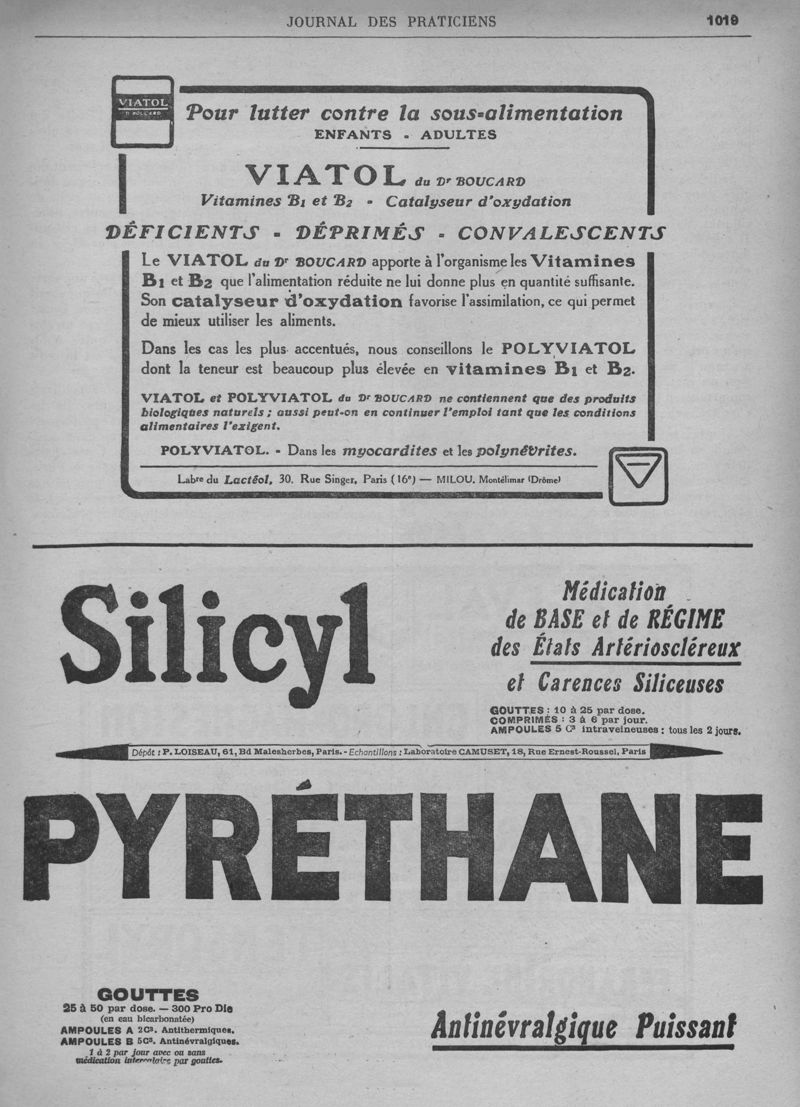 JOURNAL DES PRATICIENS
1019
VIATOL
Pour lutter contre la sous-alimentation
ENFANTS - ADULTES
VIATOL du Dr BOUCARD
Vitamines B1 et B2 - Catalyseur d'oxydation
DÉFICIENTS - DÉPRIMÉS - CONVALESCENTS
Le VIATOL du Dr BOUCARD apporte à l'organisme les Vitamines
B1 et B2 que l'alimentation réduite ne lui donne plus en quantité suffisante.
Son catalyseur d'oxydation favorise l'assimilation, ce qui permet
de mieux utiliser les aliments.
Dans les cas les plus accentués, nous conseillons le POLYVIATOL
dont la teneur est beaucoup plus élevée en vitamines B1 et B2.
VIATOL et POLYVIATOL du Dr BOUCARD ne contiennent que des produits
biologiques naturels ; aussi peut-on en continuer l'emploi tant que les conditions
alimentaires l'exigent.
POLYVIATOL. - Dans les myocardites et les polynévrites.
Labre du Lactéol, 30, Rue Singer, Paris (16e) — MILOU, Montélimar (Drôme)
Silicyl
Médication
de BASE et de RÉGIME
des États Artérioscléreux
et Carences Siliceuses
GOUTTES : 10 à 25 par dose.
COMPRIMÉS : 3 à 6 par jour.
AMPOULES 5 C3 intraveineuses : tous les 2 jours.
Dépôt : P. LOISEAU, 61, Bd Malesherbes, Paris. - Echantillons : Laboratoire CAMUSET, 18, Rue Ernest-Roussel, Paris
PYRÉTHANE
GOUTTES
25 à 50 par dose. — 300 Pro Die
(en eau bicarbonatée)
AMPOULES A 2C3. Antithermiques.
AMPOULES B 5C3. Antinévralgiques.
1 à 2 par jour avec ou sans
médication intercalaire par gouttes.
Antinévralgique Puissant